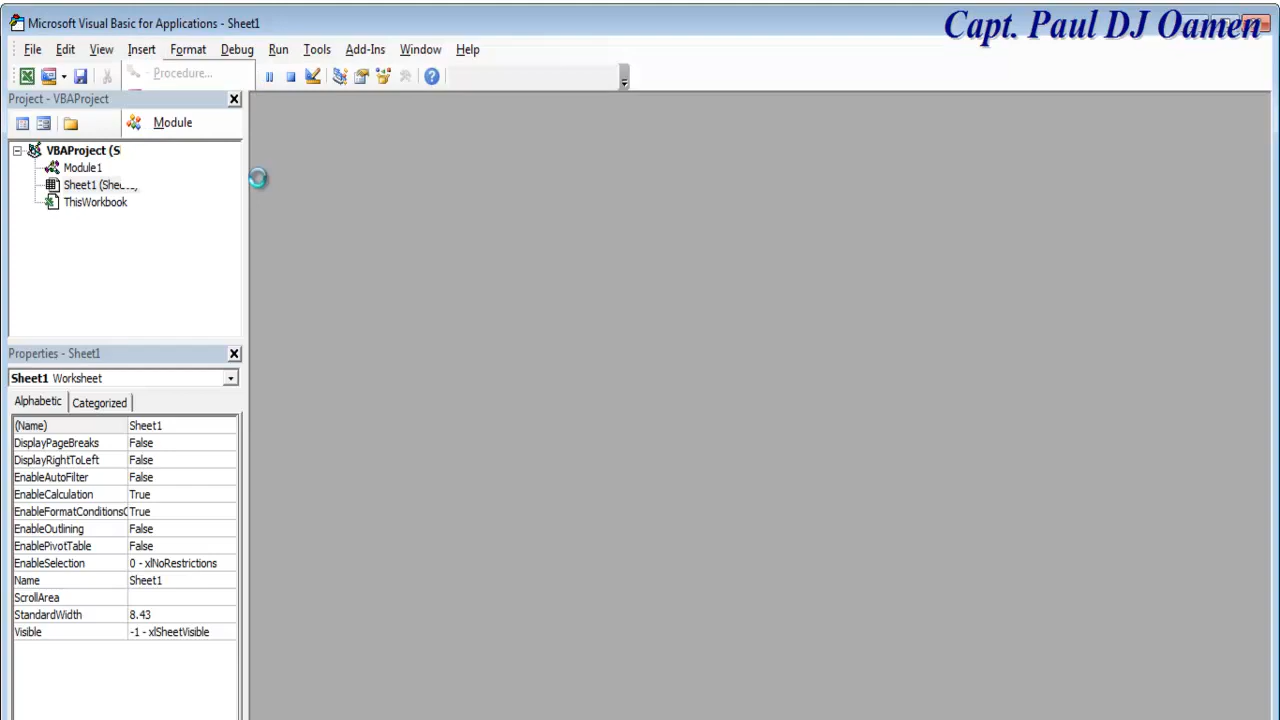 Microsoft Visual Basic for Applications - Sheet1
Capt. Paul DJ Oamen
File Edit View Insert Format Debug Run Tools Add-Ins Window Help
Procedure...
Project - VBAProject
Module
VBAProject (S
Module1
Sheet1
ThisWorkbook
Properties - Sheet1
Sheet1 Worksheet
Alphabetic Categorized
(Name) Sheet1
DisplayPageBreaks False
DisplayRightToLeft False
EnableAutoFilter False
EnableCalculation True
EnableFormatConditionsC True
EnableOutlining False
EnablePivotTable False
EnableSelection 0 - xlNoRestrictions
Name Sheet1
ScrollArea
StandardWidth 8.43
Visible -1 - xlSheetVisible